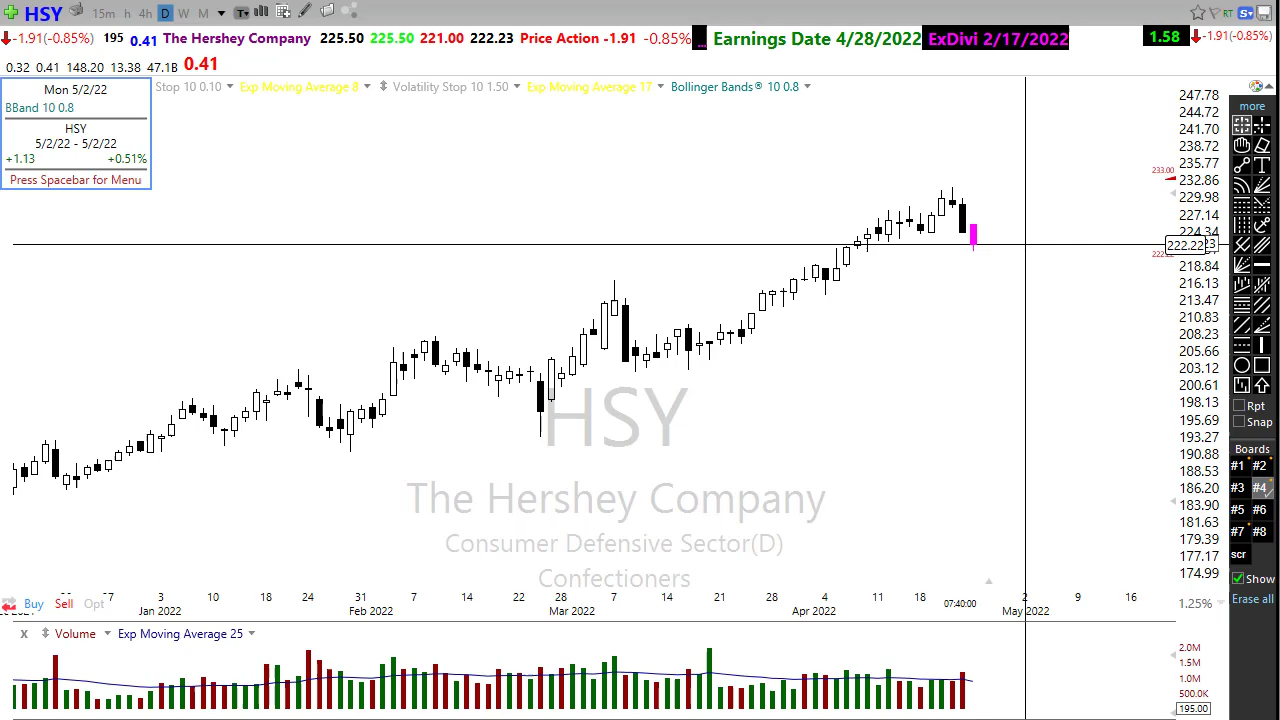 HSY 15m h 4h D W M T RT S
-1.91(-0.85%) 195 0.41 The Hershey Company 225.50 225.50 221.00 222.23 Price Action -1.91 -0.85% ... Earnings Date 4/28/2022 ExDivi 2/17/2022 1.58 -1.91(-0.85%)
0.32 0.41 148.20 13.38 47.1B 0.41
Mon 5/2/22
BBand 10 0.8
HSY
5/2/22 - 5/2/22
+1.13 +0.51%
Press Spacebar for Menu
Stop 10 0.10 Exp Moving Average 8 Volatility Stop 10 1.50 Exp Moving Average 17 Bollinger Bands® 10 0.8
247.78
244.72
241.70
238.72
235.77
233.00
232.86
229.98
227.14
224.34
222.22
218.84
216.13
213.47
210.83
208.23
205.66
203.12
200.61
198.13
195.69
193.27
190.88
188.53
186.20
183.90
181.63
179.39
177.17
174.99
more
T
Rpt
Snap
Boards
#1 #2
#3 #4
#5 #6
#7 #8
scr
Show
Erase all
HSY
The Hershey Company
Consumer Defensive Sector(D)
Confectioners
27 3 10 18 24 31 7 14 22 28 7 14 21 28 4 11 18 2 9 16
Jan 2022 Feb 2022 Mar 2022 Apr 2022 07:40:00 May 2022
Buy Sell Opt
1.25%
X Volume Exp Moving Average 25
2.0M
1.5M
1.0M
500.0K
195.00